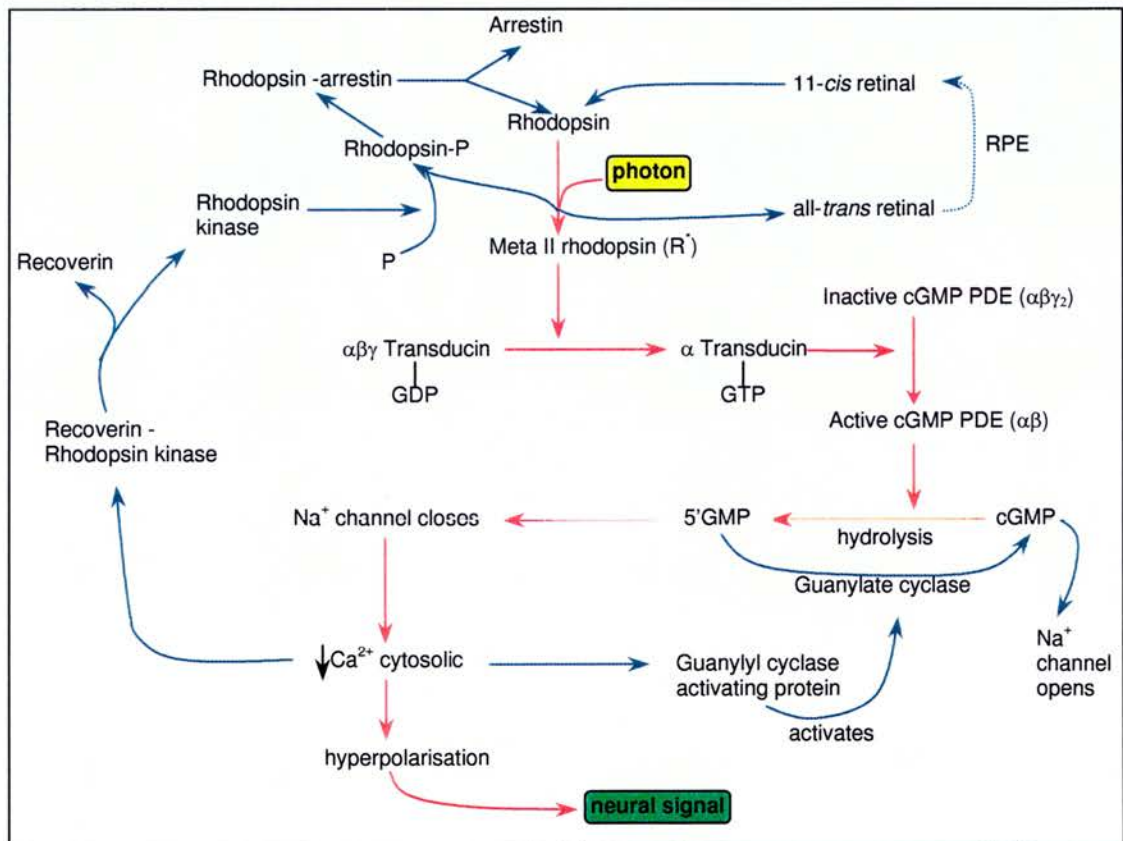 Arrestin
Rhodopsin -arrestin
11-cis retinal
Rhodopsin
RPE
Rhodopsin-P
photon
Rhodopsin
kinase
all-trans retinal
P
Meta II rhodopsin (R*)
Recoverin
Inactive cGMP PDE (αβγ₂)
αβγ Transducin
GDP
α Transducin
GTP
Active cGMP PDE (αβ)
Recoverin -
Rhodopsin kinase
Na⁺ channel closes
5'GMP
hydrolysis
cGMP
Guanylate cyclase
Na⁺
channel
opens
↓Ca²⁺ cytosolic
Guanylyl cyclase
activating protein
activates
hyperpolarisation
neural signal